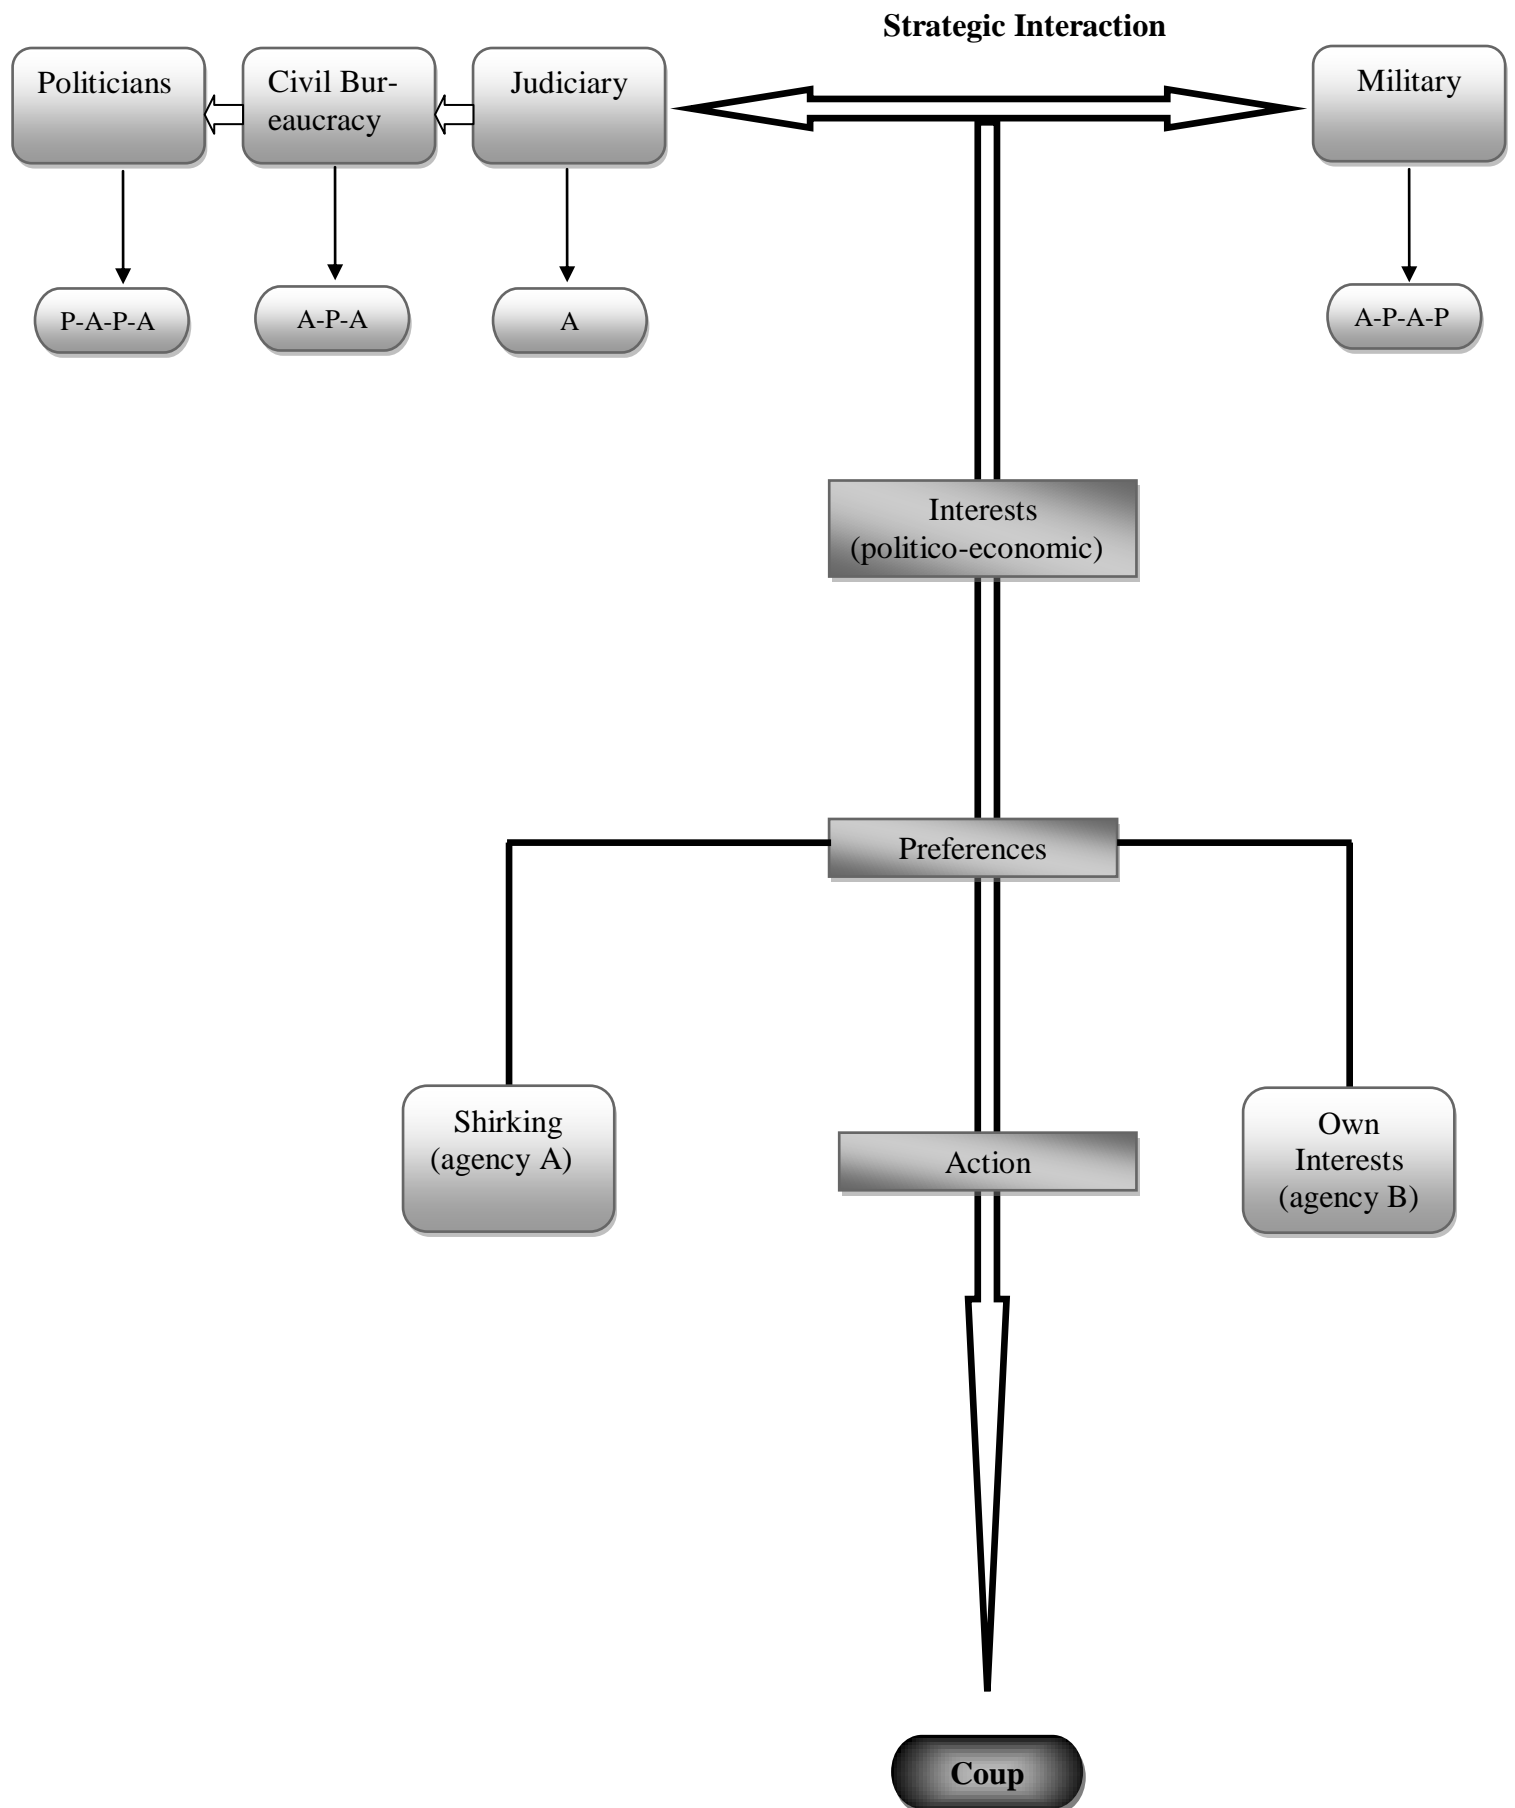 Strategic Interaction
Politicians
Civil Bur-
eaucracy
Judiciary
Military
P-A-P-A
A-P-A
A
A-P-A-P
Interests
(politico-economic)
Preferences
Shirking
(agency A)
Action
Own
Interests
(agency B)
Coup